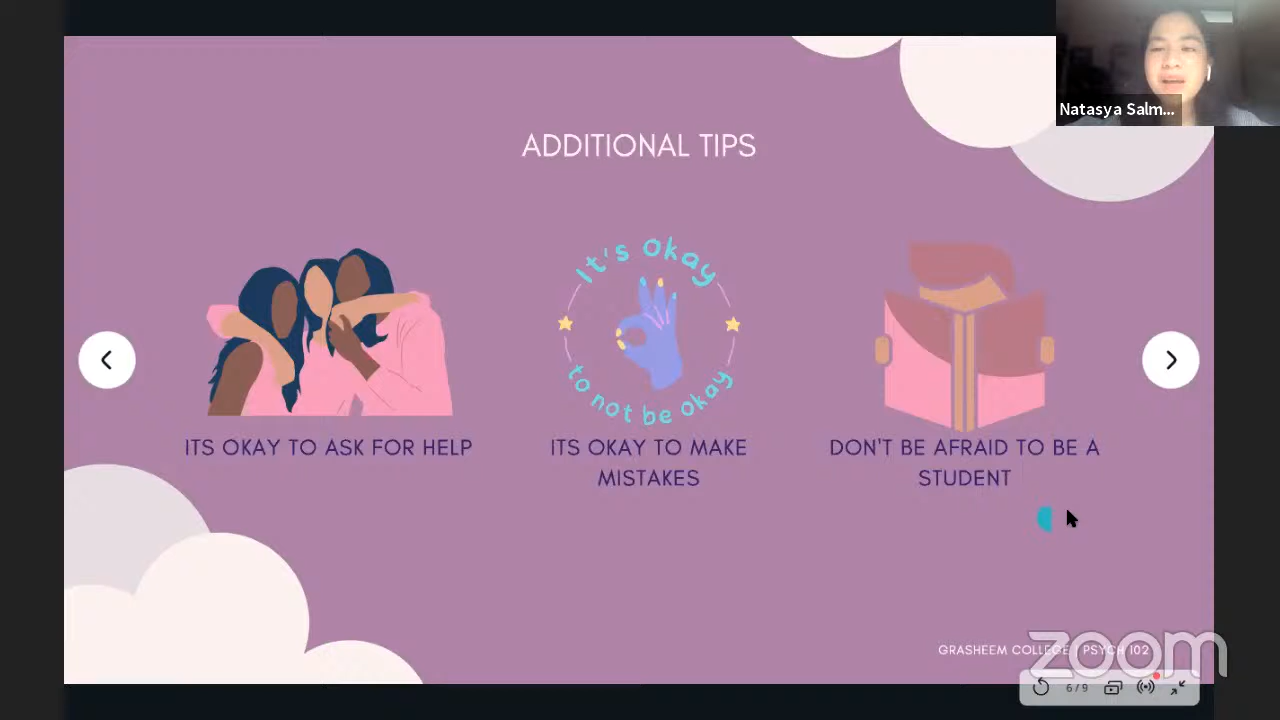 Natasya Salm...
ADDITIONAL TIPS
It's okay
to not be okay
ITS OKAY TO ASK FOR HELP
ITS OKAY TO MAKE
MISTAKES
DON'T BE AFRAID TO BE A
STUDENT
GRASHEEM COLLEGE | PSYCH 102
zoom
6/9